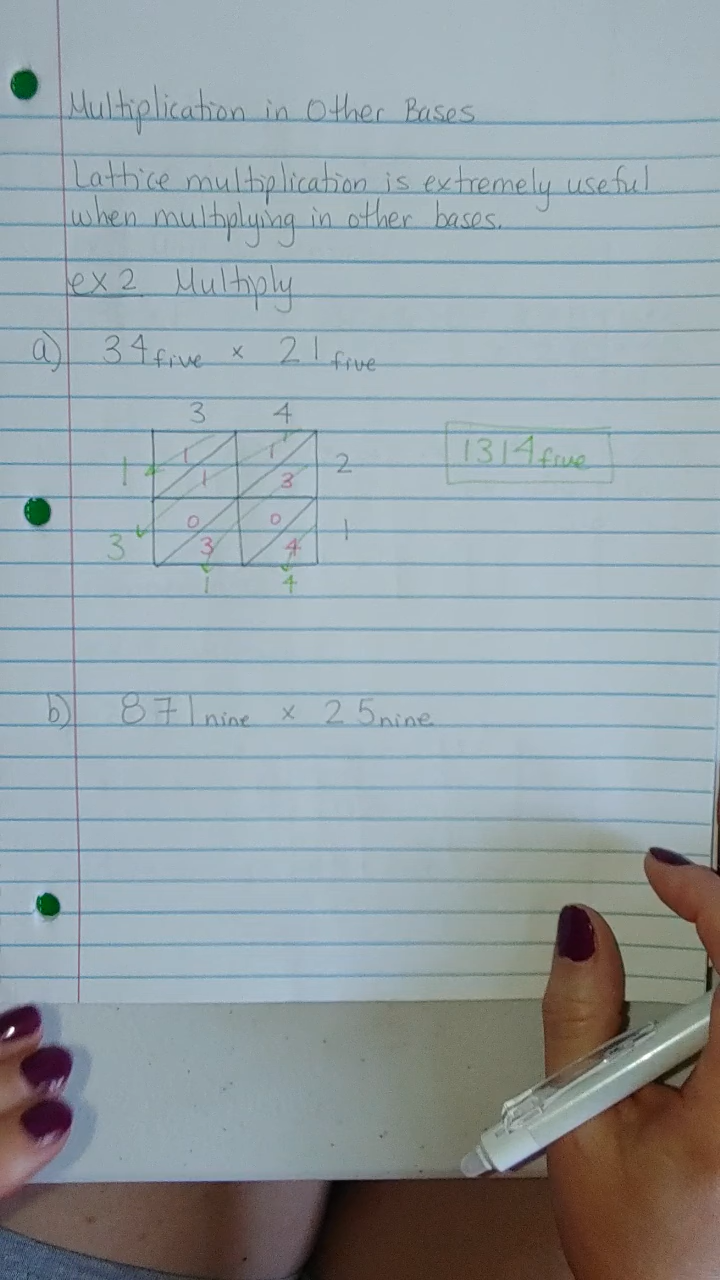 Multiplication in Other Bases
Lattice multiplication is extremely useful
when multiplying in other bases.
ex 2 Multiply
a) 34five × 21five
3 4
1 1 1 2
1 3
1314five
0 0 1
3 3 4
1 4
b) 871nine × 25nine